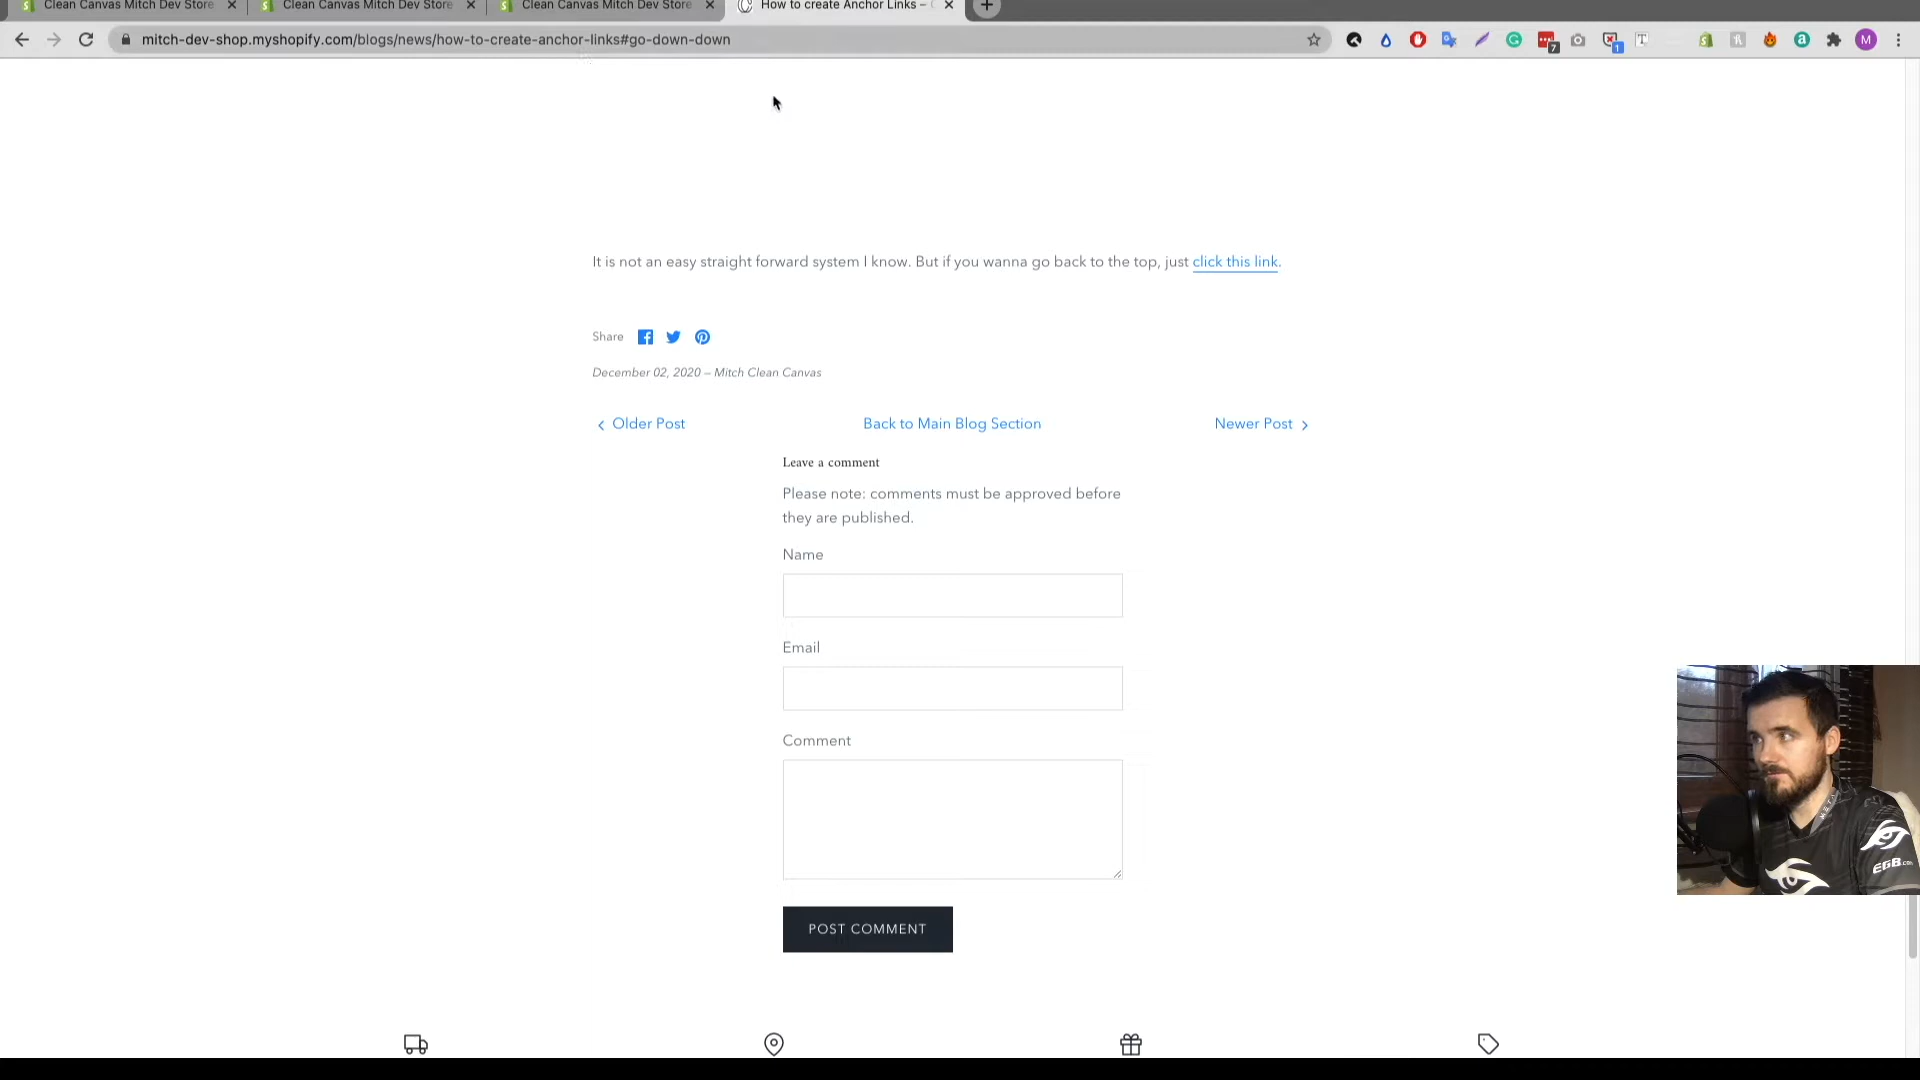 Clean Canvas Mitch Dev Store
Clean Canvas Mitch Dev Store
Clean Canvas Mitch Dev Store
How to create Anchor Links –
mitch-dev-shop.myshopify.com/blogs/news/how-to-create-anchor-links#go-down-down
7
1
T
a
M
It is not an easy straight forward system I know. But if you wanna go back to the top, just click this link.
Share
December 02, 2020 – Mitch Clean Canvas
Older Post
Back to Main Blog Section
Newer Post
Leave a comment
Please note: comments must be approved before
they are published.
Name
Email
Comment
POST COMMENT
EGB.com